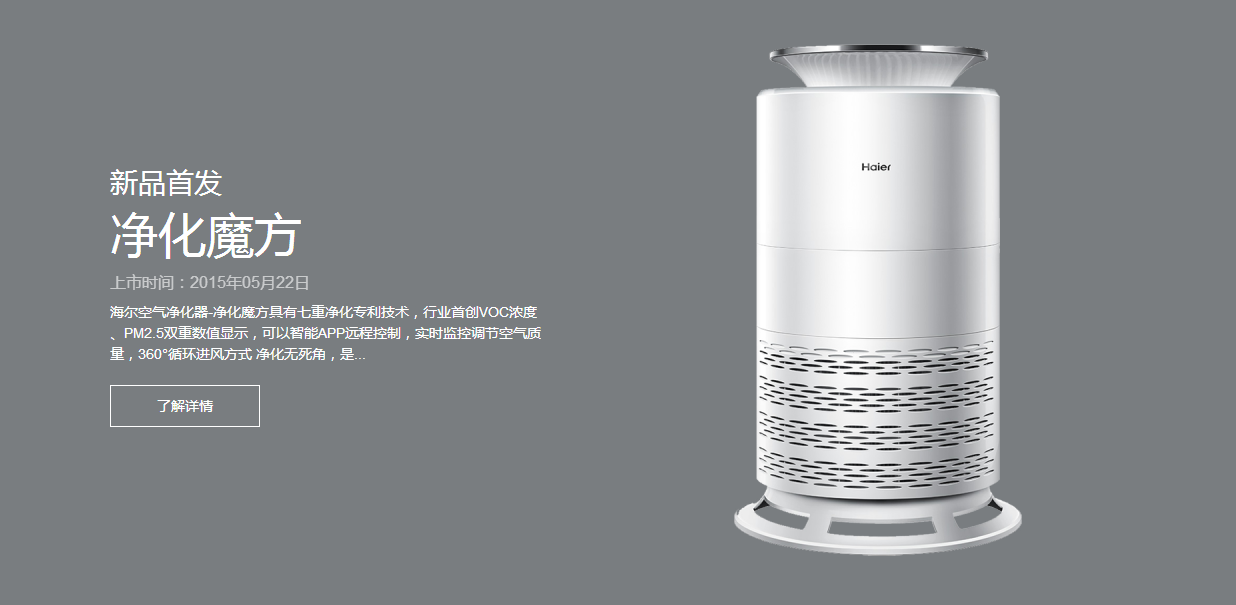 新品首发
净化魔方
上市时间：2015年05月22日
海尔空气净化器-净化魔方具有七重净化专利技术，行业首创VOC浓度
、PM2.5双重数值显示，可以智能APP远程控制，实时监控调节空气质
量，360°循环进风方式 净化无死角，是...
了解详情
Haier